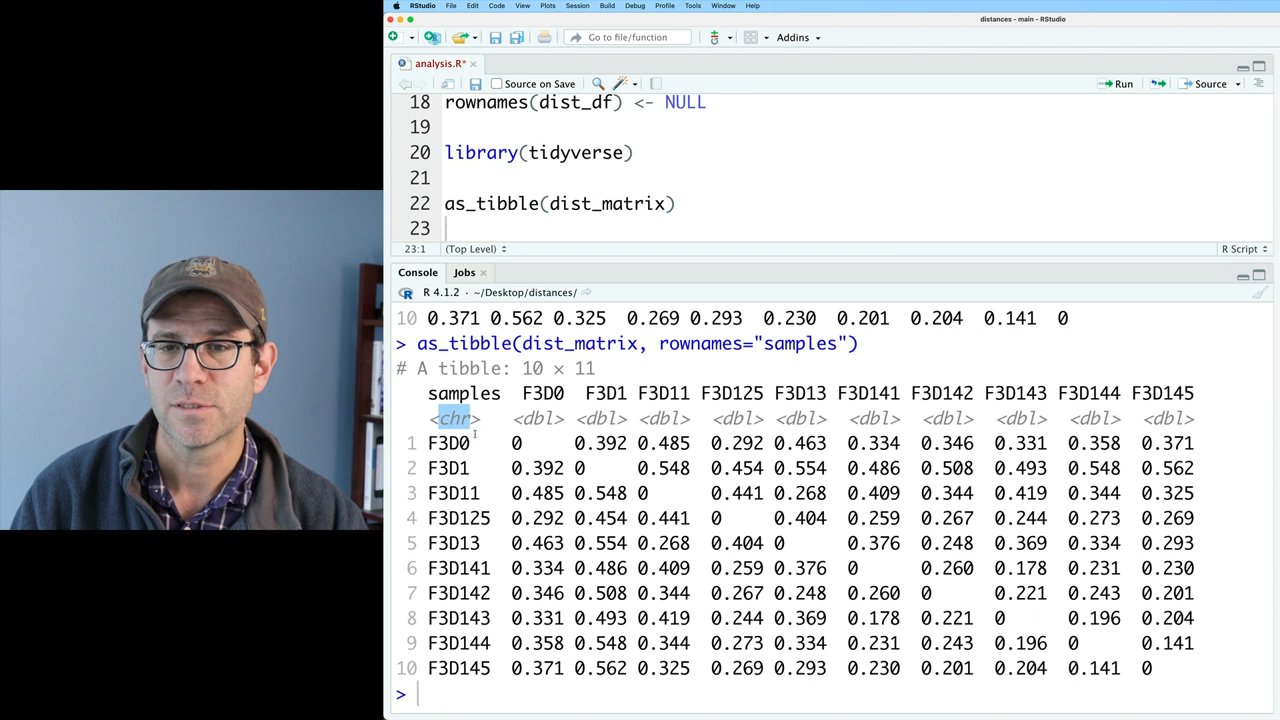 RStudio File Edit Code View Plots Session Build Debug Profile Tools Window Help
distances - main - RStudio
Go to file/function Addins
analysis.R*
Source on Save Run Source
18 rownames(dist_df) <- NULL
19
20 library(tidyverse)
21
22 as_tibble(dist_matrix)
23
23:1 (Top Level) R Script
Console Jobs
R 4.1.2 · ~/Desktop/distances/
10 0.371 0.562 0.325 0.269 0.293 0.230 0.201 0.204 0.141 0
> as_tibble(dist_matrix, rownames="samples")
# A tibble: 10 × 11
samples F3D0 F3D1 F3D11 F3D125 F3D13 F3D141 F3D142 F3D143 F3D144 F3D145
<chr> <dbl> <dbl> <dbl> <dbl> <dbl> <dbl> <dbl> <dbl> <dbl> <dbl>
1 F3D0 0 0.392 0.485 0.292 0.463 0.334 0.346 0.331 0.358 0.371
2 F3D1 0.392 0 0.548 0.454 0.554 0.486 0.508 0.493 0.548 0.562
3 F3D11 0.485 0.548 0 0.441 0.268 0.409 0.344 0.419 0.344 0.325
4 F3D125 0.292 0.454 0.441 0 0.404 0.259 0.267 0.244 0.273 0.269
5 F3D13 0.463 0.554 0.268 0.404 0 0.376 0.248 0.369 0.334 0.293
6 F3D141 0.334 0.486 0.409 0.259 0.376 0 0.260 0.178 0.231 0.230
7 F3D142 0.346 0.508 0.344 0.267 0.248 0.260 0 0.221 0.243 0.201
8 F3D143 0.331 0.493 0.419 0.244 0.369 0.178 0.221 0 0.196 0.204
9 F3D144 0.358 0.548 0.344 0.273 0.334 0.231 0.243 0.196 0 0.141
10 F3D145 0.371 0.562 0.325 0.269 0.293 0.230 0.201 0.204 0.141 0
>